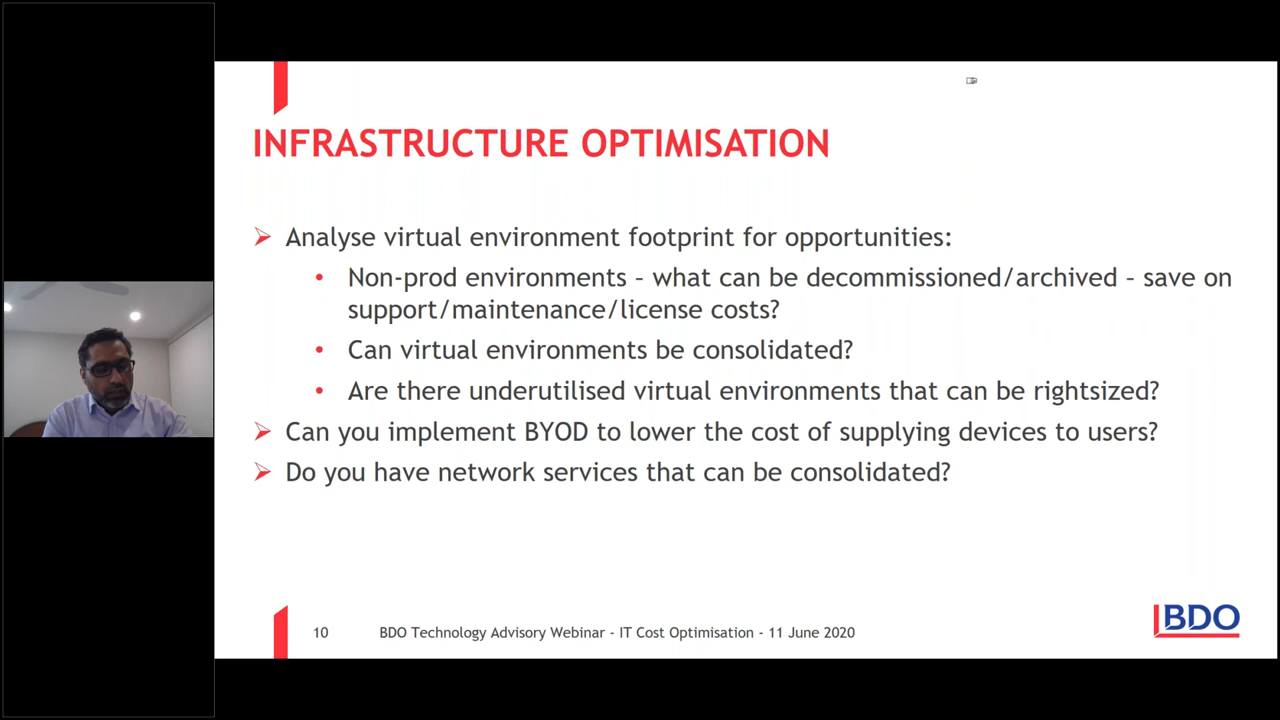 INFRASTRUCTURE OPTIMISATION
➢ Analyse virtual environment footprint for opportunities:
• Non-prod environments – what can be decommissioned/archived – save on
support/maintenance/license costs?
• Can virtual environments be consolidated?
• Are there underutilised virtual environments that can be rightsized?
➢ Can you implement BYOD to lower the cost of supplying devices to users?
➢ Do you have network services that can be consolidated?
10 BDO Technology Advisory Webinar - IT Cost Optimisation - 11 June 2020
BDO